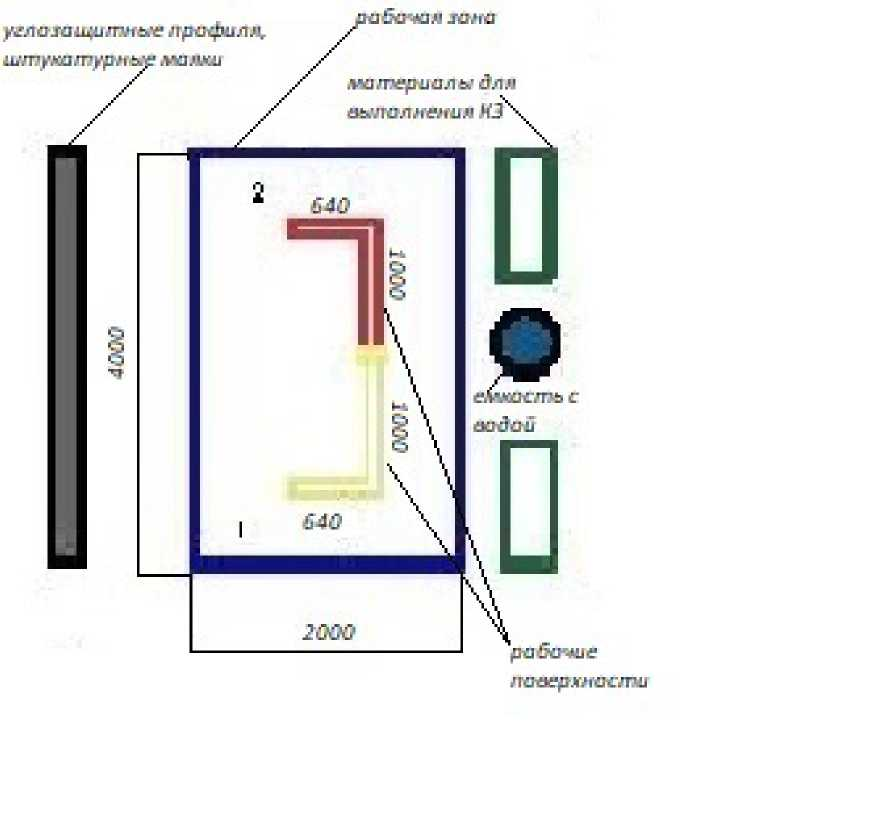 рабочая зона
углозащитные профиля,
штукатурные маяки
материалы для
выполнения КЗ
2
640
1000
4000
емкость с
водой
1000
640
1
2000
рабочие
поверхности